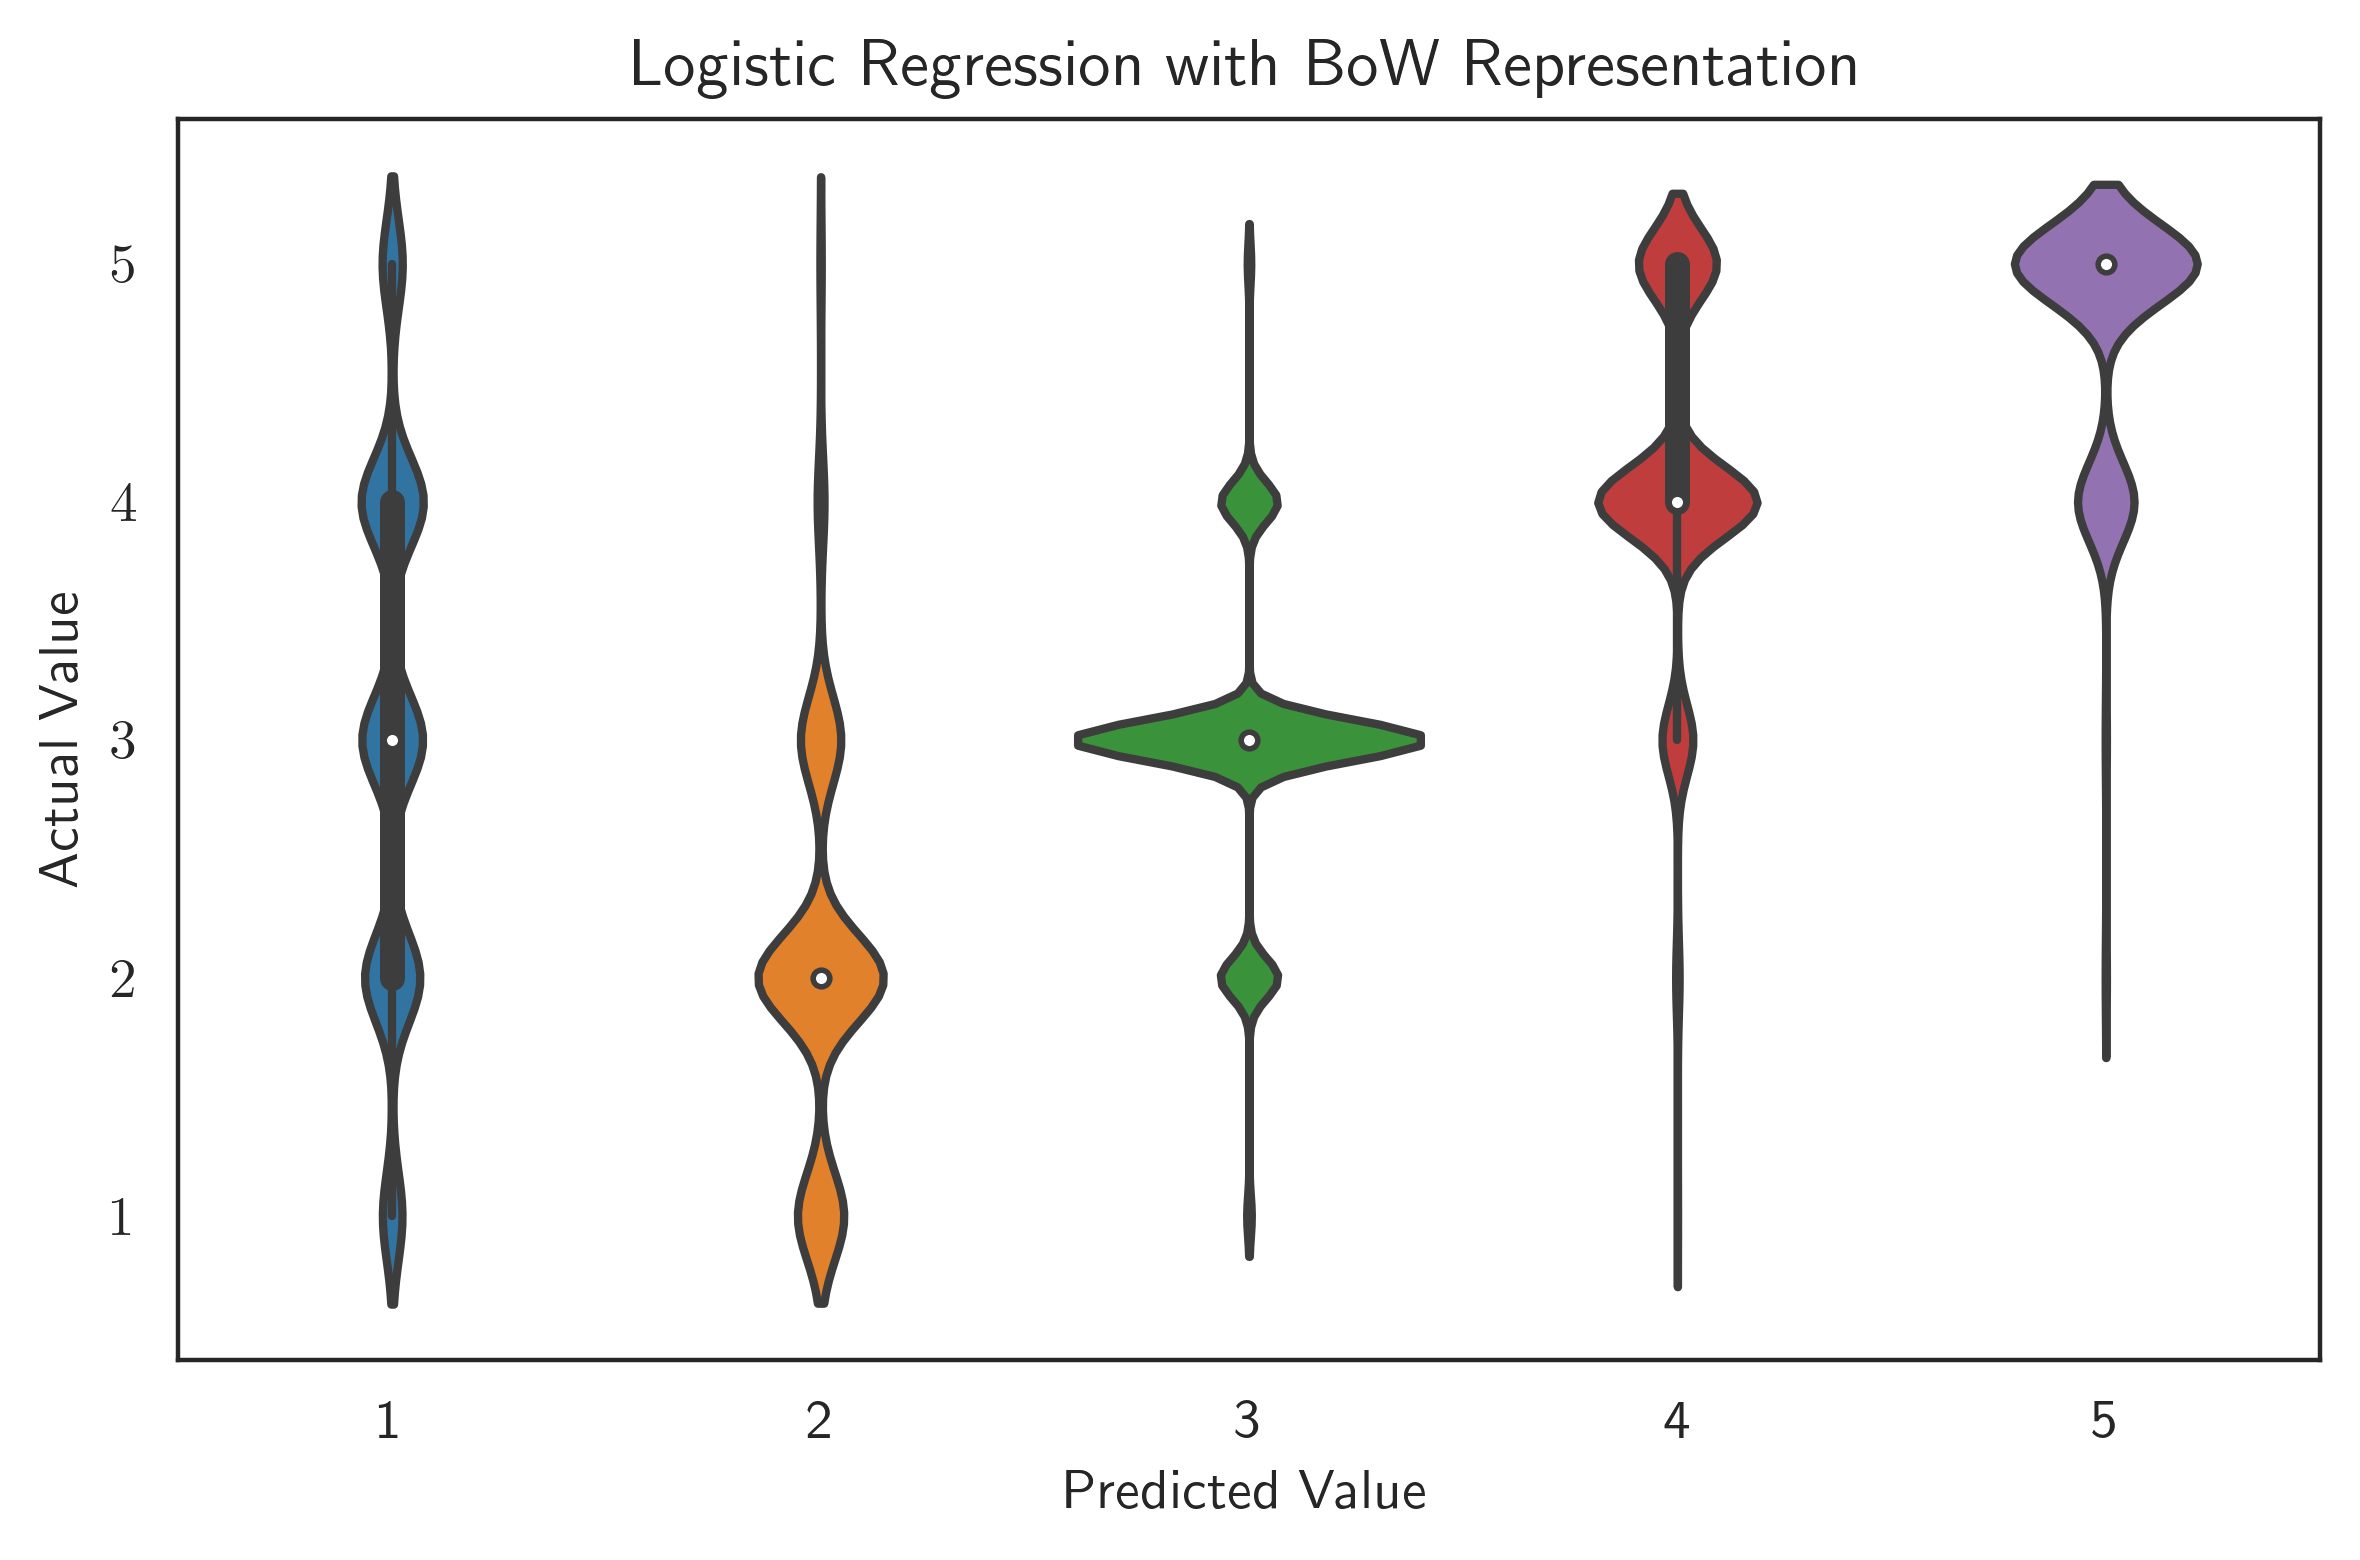 Logistic Regression with BoW Representation
Actual Value
5
4
3
2
1
1 2 3 4 5
Predicted Value